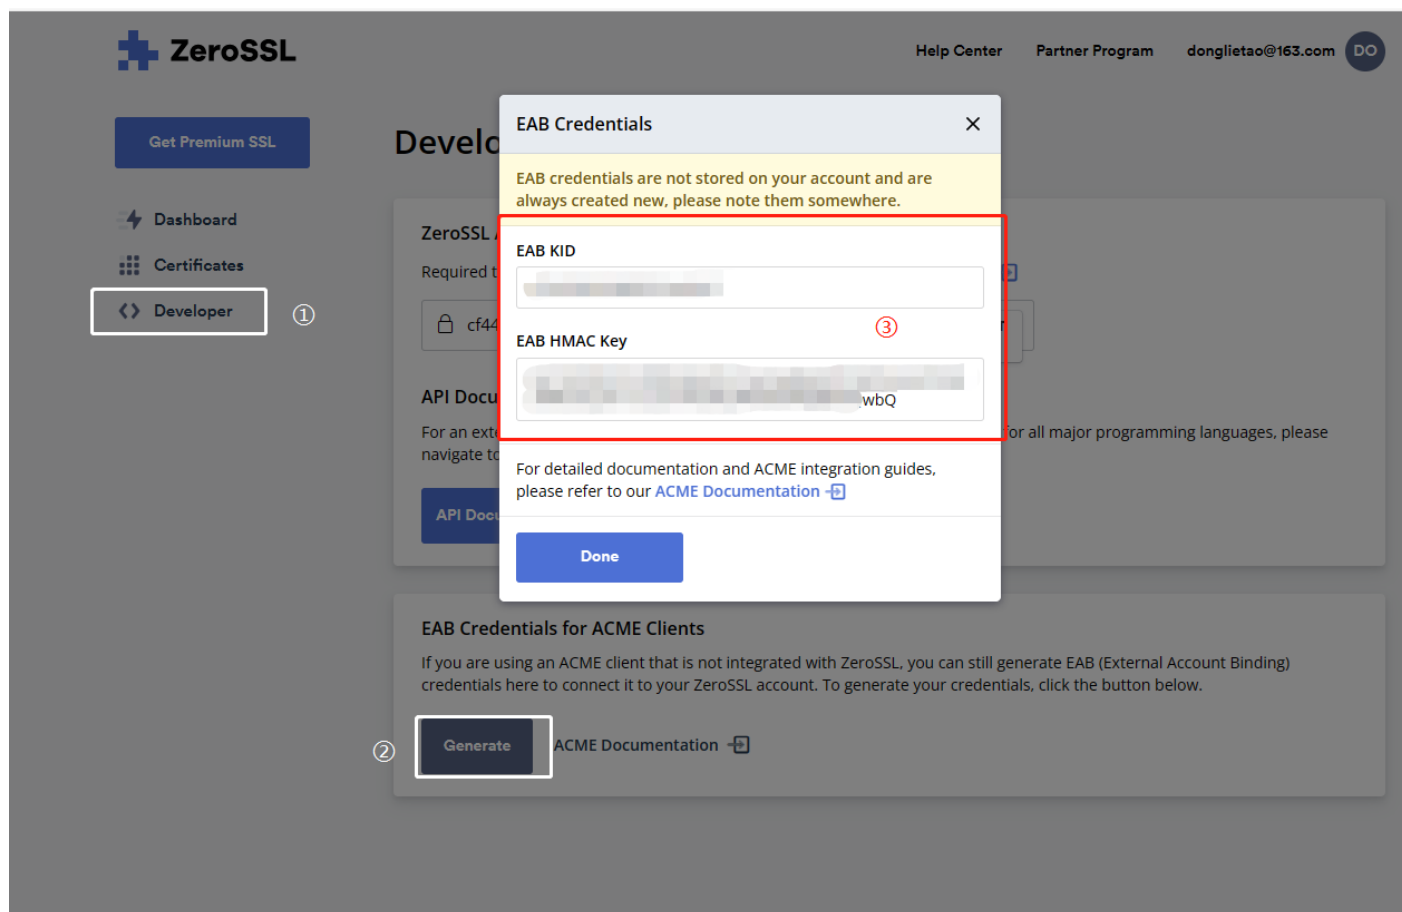 ZeroSSL
Help Center
Partner Program
donglietao@163.com
DO
Get Premium SSL
Dashboard
Certificates
Developer
①
Develo
ZeroSSL
Required t
cf44
API Docu
For an exte
for all major programming languages, please
navigate to
API Docu
EAB Credentials
EAB credentials are not stored on your account and are
always created new, please note them somewhere.
EAB KID
③
EAB HMAC Key
wbQ
For detailed documentation and ACME integration guides,
please refer to our ACME Documentation
Done
EAB Credentials for ACME Clients
If you are using an ACME client that is not integrated with ZeroSSL, you can still generate EAB (External Account Binding)
credentials here to connect it to your ZeroSSL account. To generate your credentials, click the button below.
②
Generate
ACME Documentation